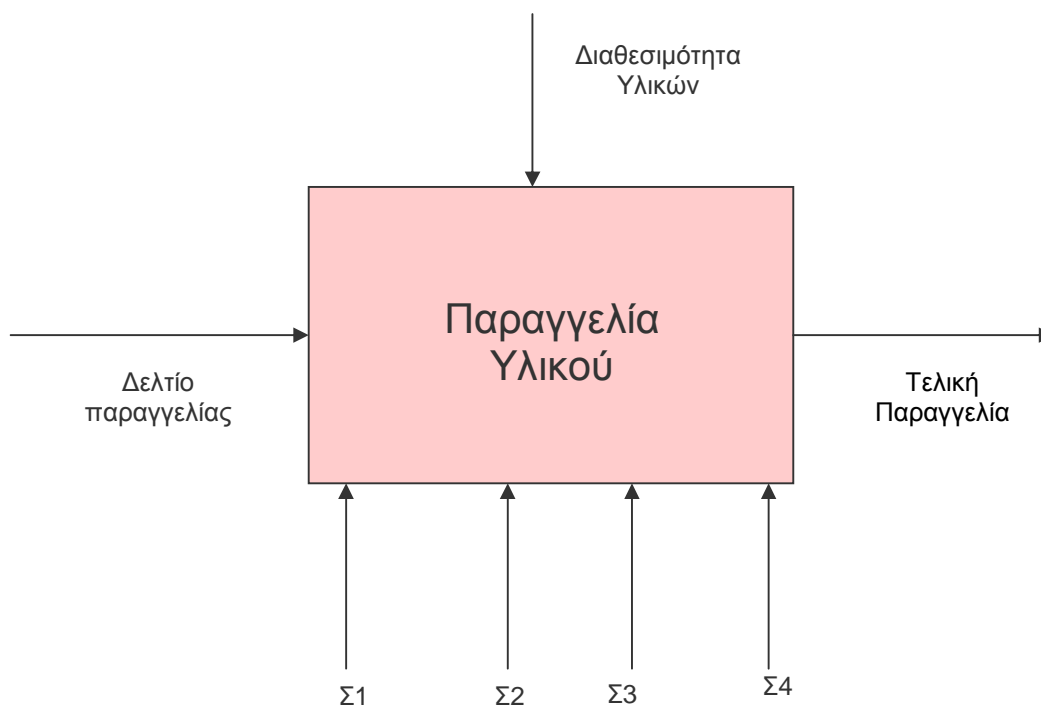 Διαθεσιμότητα
Υλικών
Παραγγελία
Υλικού
Δελτίο
παραγγελίας
Τελική
Παραγγελία
Σ1
Σ2
Σ3
Σ4